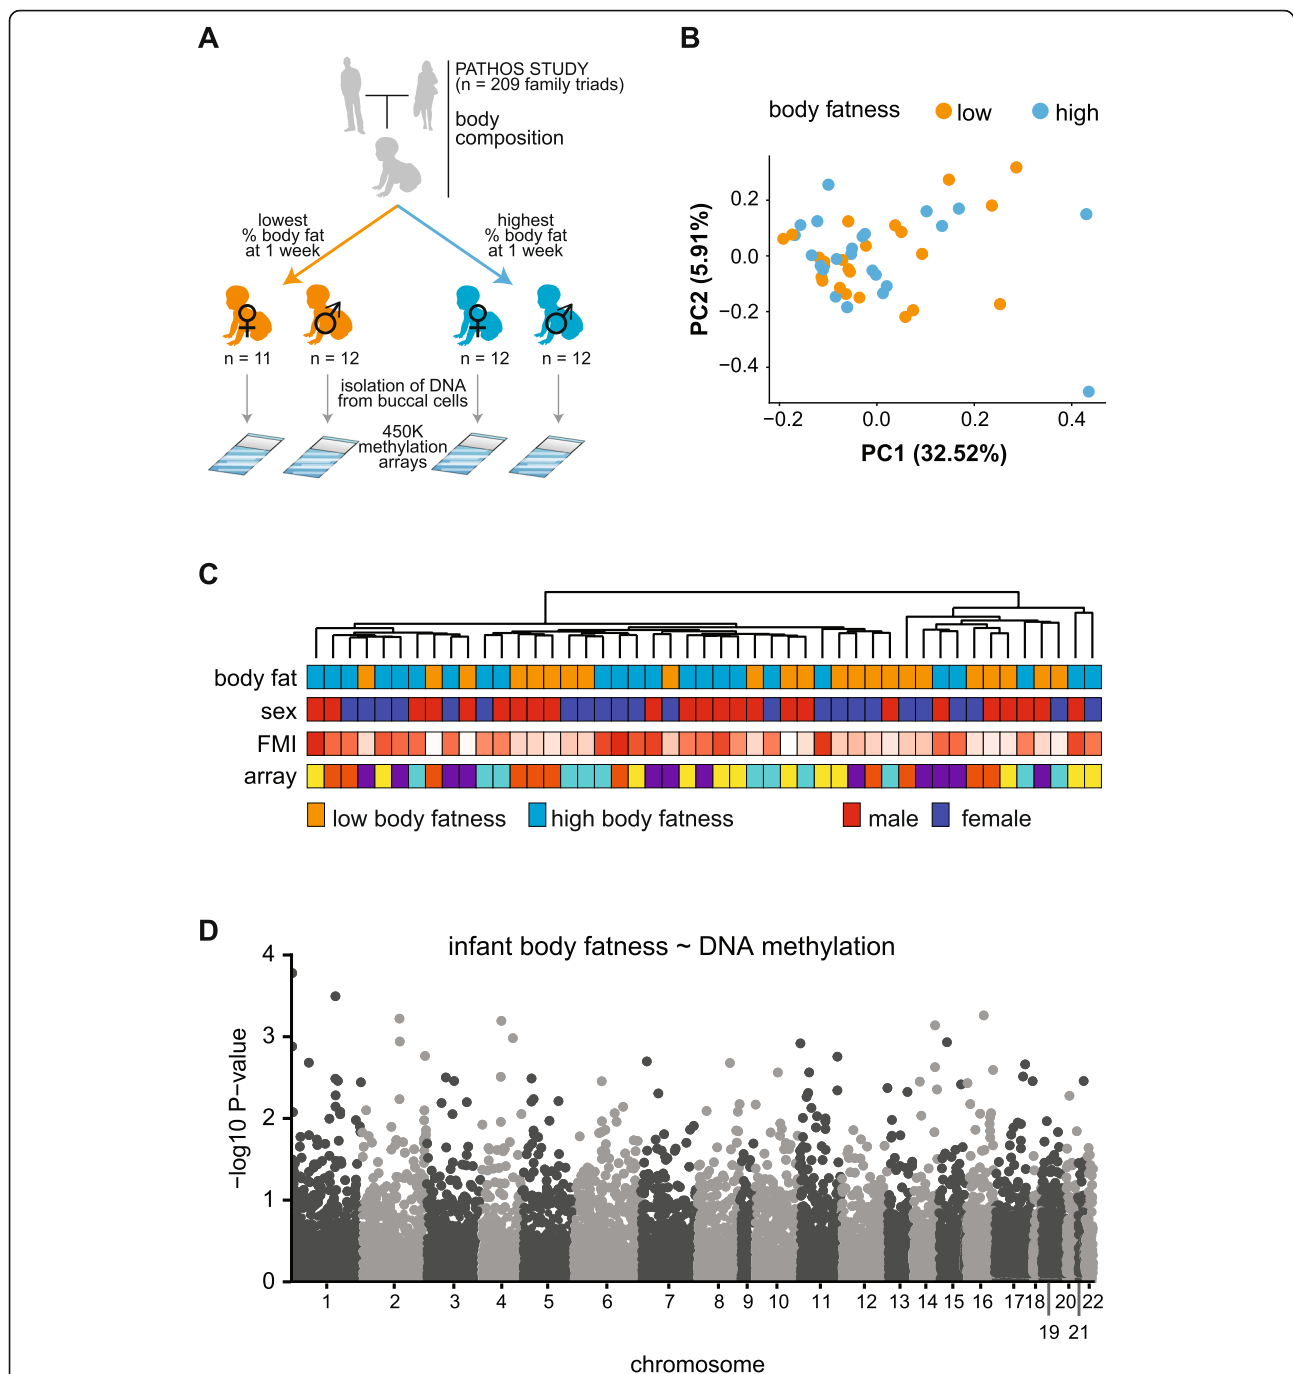 A
PATHOS STUDY
(n = 209 family triads)
body
composition
lowest
% body fat
at 1 week
highest
% body fat
at 1 week
n = 11
n = 12
n = 12
n = 12
isolation of DNA
from buccal cells
450K
methylation
arrays
B
body fatness low high
PC2 (5.91%)
0.2
0.0
−0.2
−0.4
−0.2 0.0 0.2 0.4
PC1 (32.52%)
C
body fat
sex
FMI
array
low body fatness high body fatness male female
D
infant body fatness ~ DNA methylation
−log10 P−value
4
3
2
1
0
1 2 3 4 5 6 7 8 9 10 11 12 13 14 15 16 17 18 20 22
19 21
chromosome